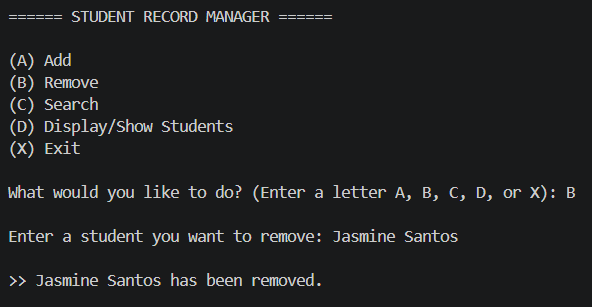 ====== STUDENT RECORD MANAGER ======
(A) Add
(B) Remove
(C) Search
(D) Display/Show Students
(X) Exit
What would you like to do? (Enter a letter A, B, C, D, or X): B
Enter a student you want to remove: Jasmine Santos
>> Jasmine Santos has been removed.